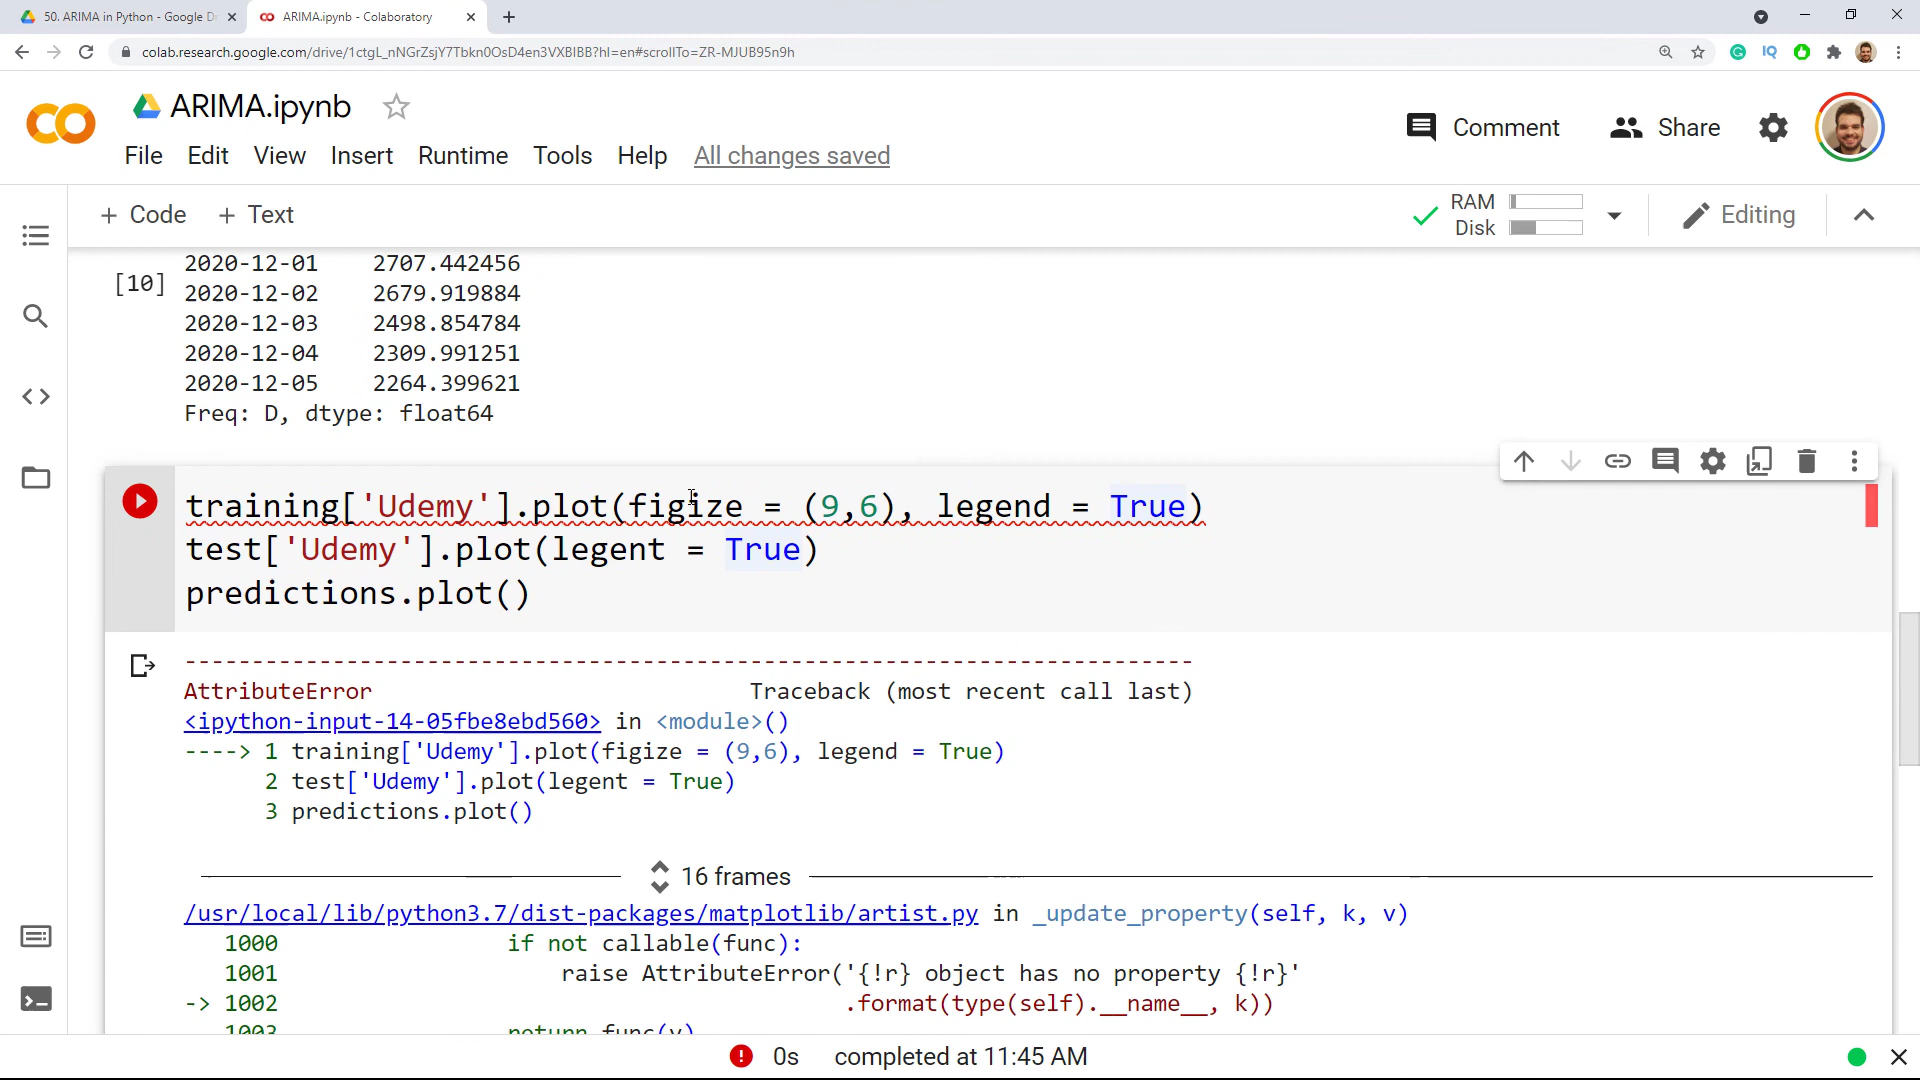 50. ARIMA in Python - Google Dr
ARIMA.ipynb - Colaboratory
colab.research.google.com/drive/1ctgL_nNGrZsjY7Tbkn0OsD4en3VXBIBB?hl=en#scrollTo=ZR-MJUB95n9h
IQ
ARIMA.ipynb
Comment
Share
File Edit View Insert Runtime Tools Help All changes saved
+ Code + Text
RAM
Disk
Editing
[10]
2020-12-01 2707.442456
2020-12-02 2679.919884
2020-12-03 2498.854784
2020-12-04 2309.991251
2020-12-05 2264.399621
Freq: D, dtype: float64
training['Udemy'].plot(figize = (9,6), legend = True)
test['Udemy'].plot(legent = True)
predictions.plot()
---------------------------------------------------------------------------
AttributeError Traceback (most recent call last)
<ipython-input-14-05fbe8ebd560> in <module>()
----> 1 training['Udemy'].plot(figize = (9,6), legend = True)
2 test['Udemy'].plot(legent = True)
3 predictions.plot()
16 frames
/usr/local/lib/python3.7/dist-packages/matplotlib/artist.py in _update_property(self, k, v)
1000 if not callable(func):
1001 raise AttributeError('{!r} object has no property {!r}'
-> 1002 .format(type(self).__name__, k))
1003 return func(v)
0s completed at 11:45 AM